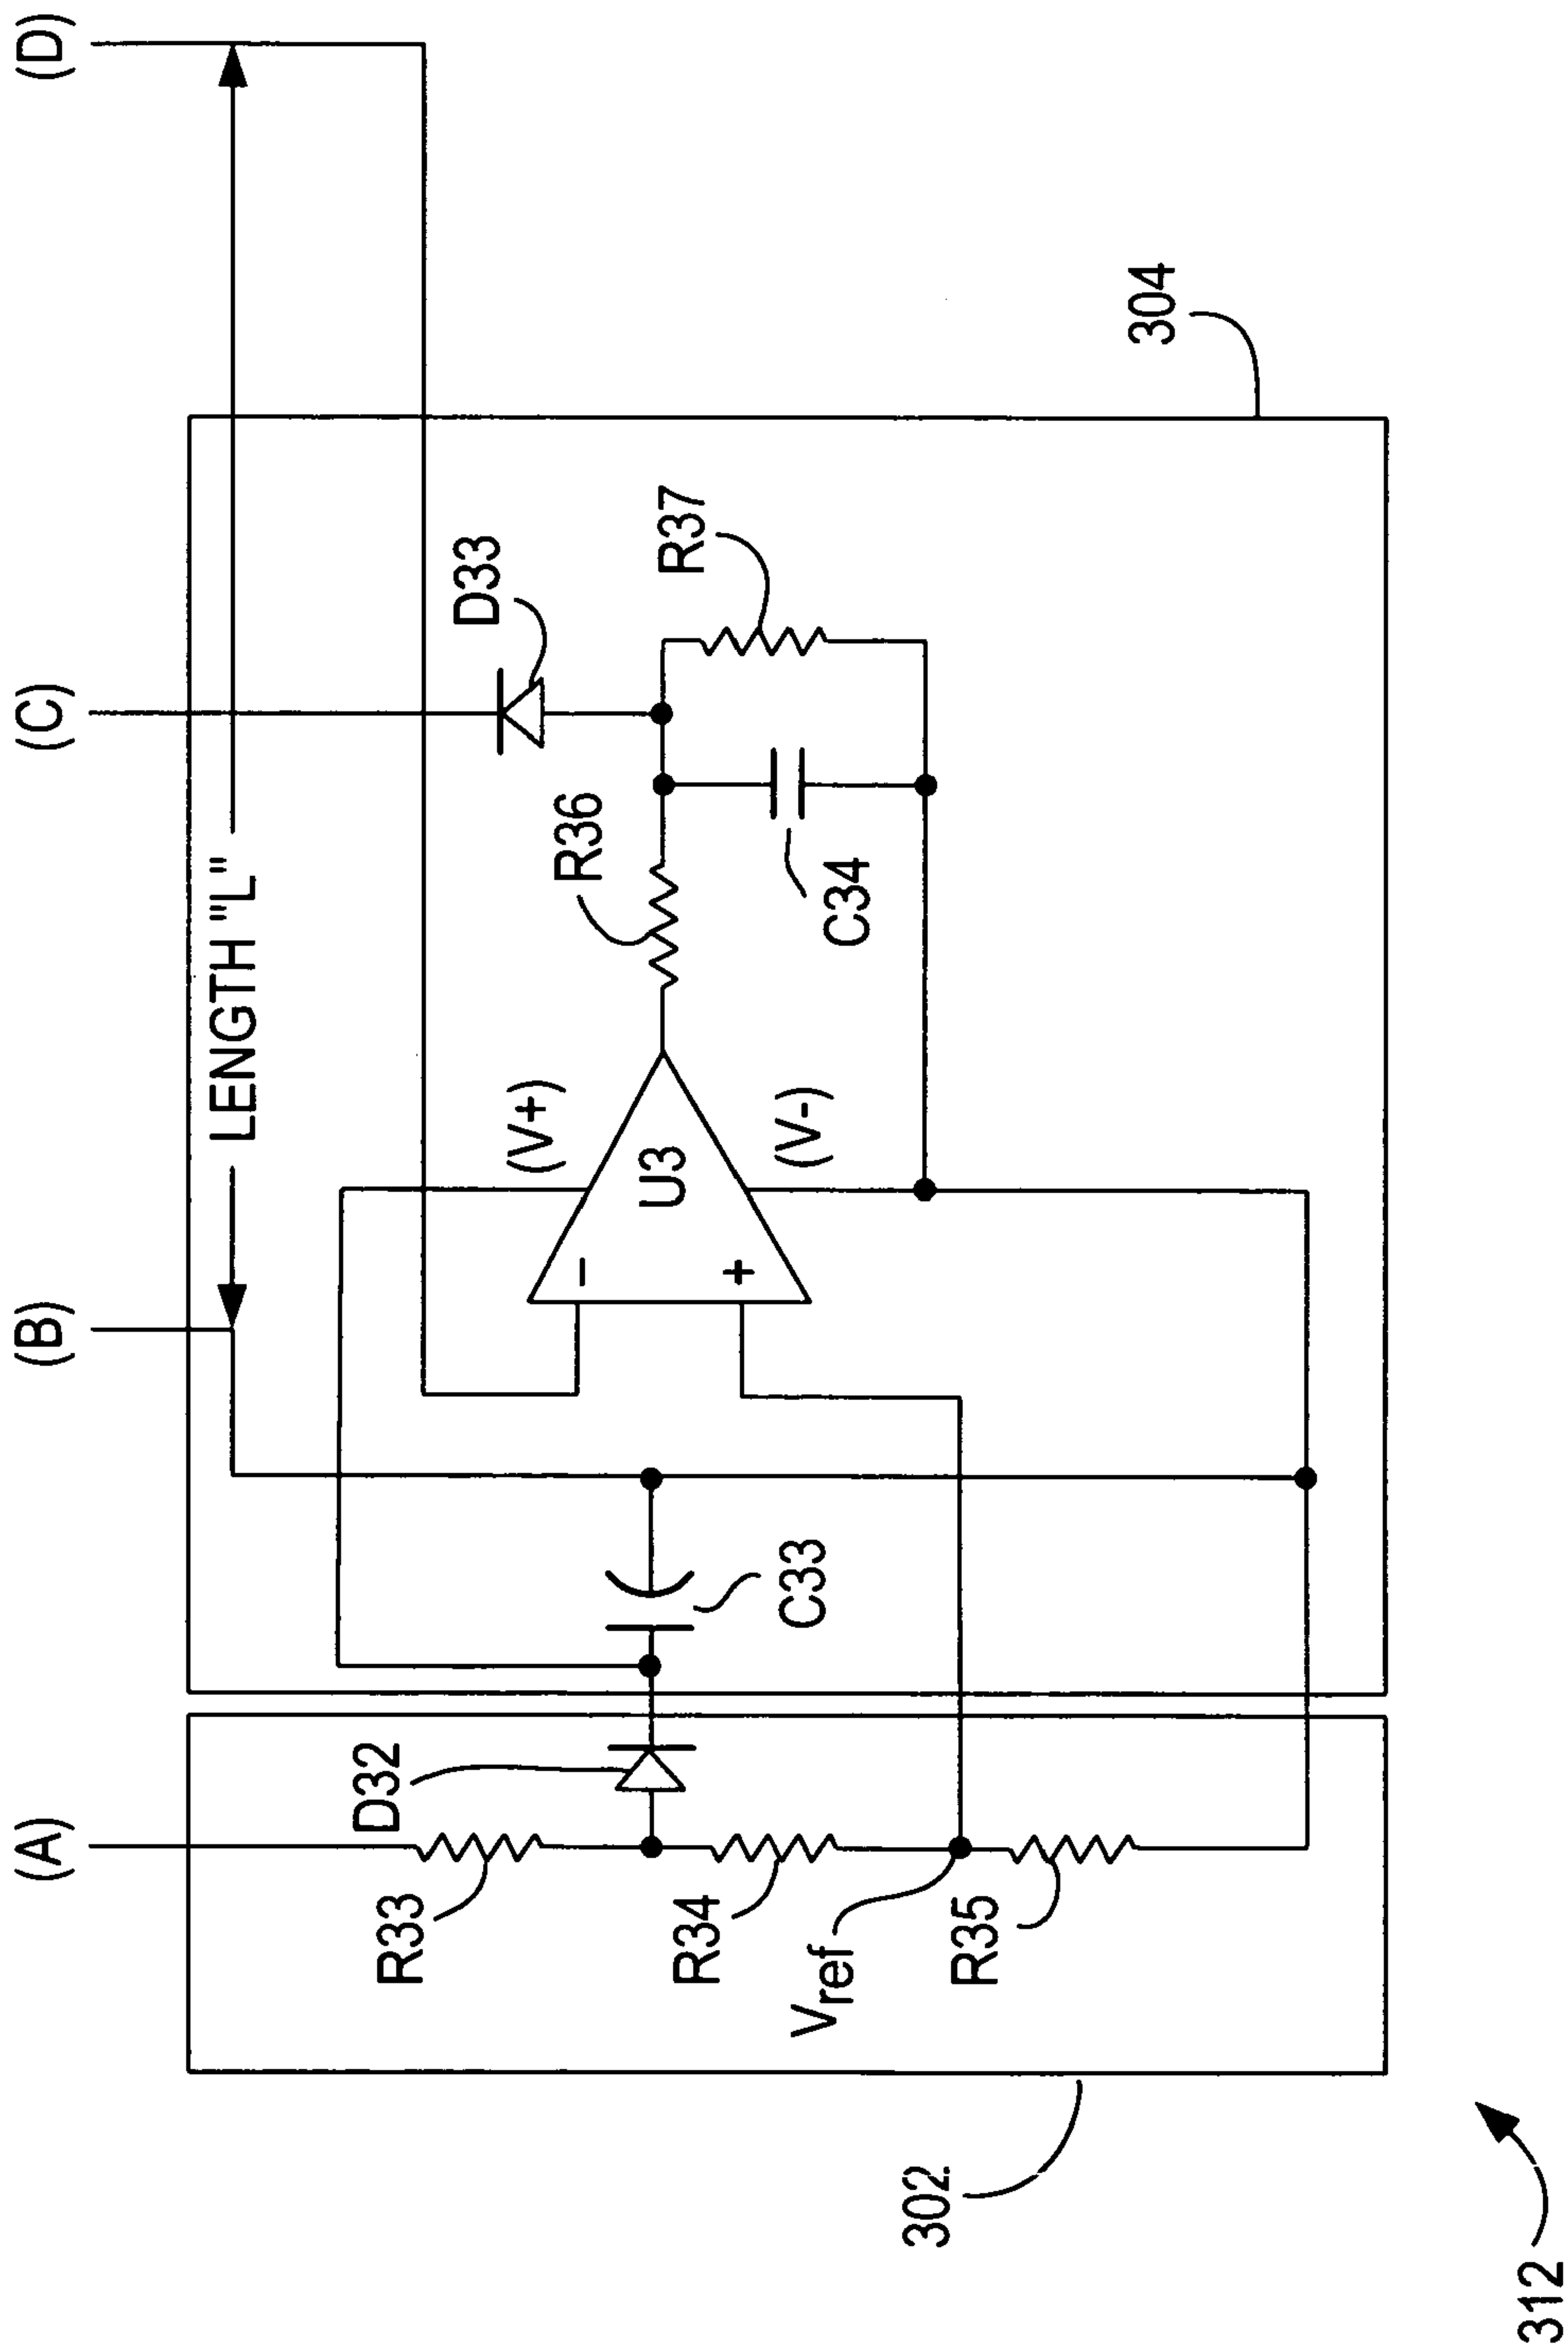 (A)
(B)
(C)
(D)
LENGTH "L"
R33
D32
R34
Vref
R35
C33
(V+)
U3
−
+
(V-)
R36
C34
D33
R37
302
304
312